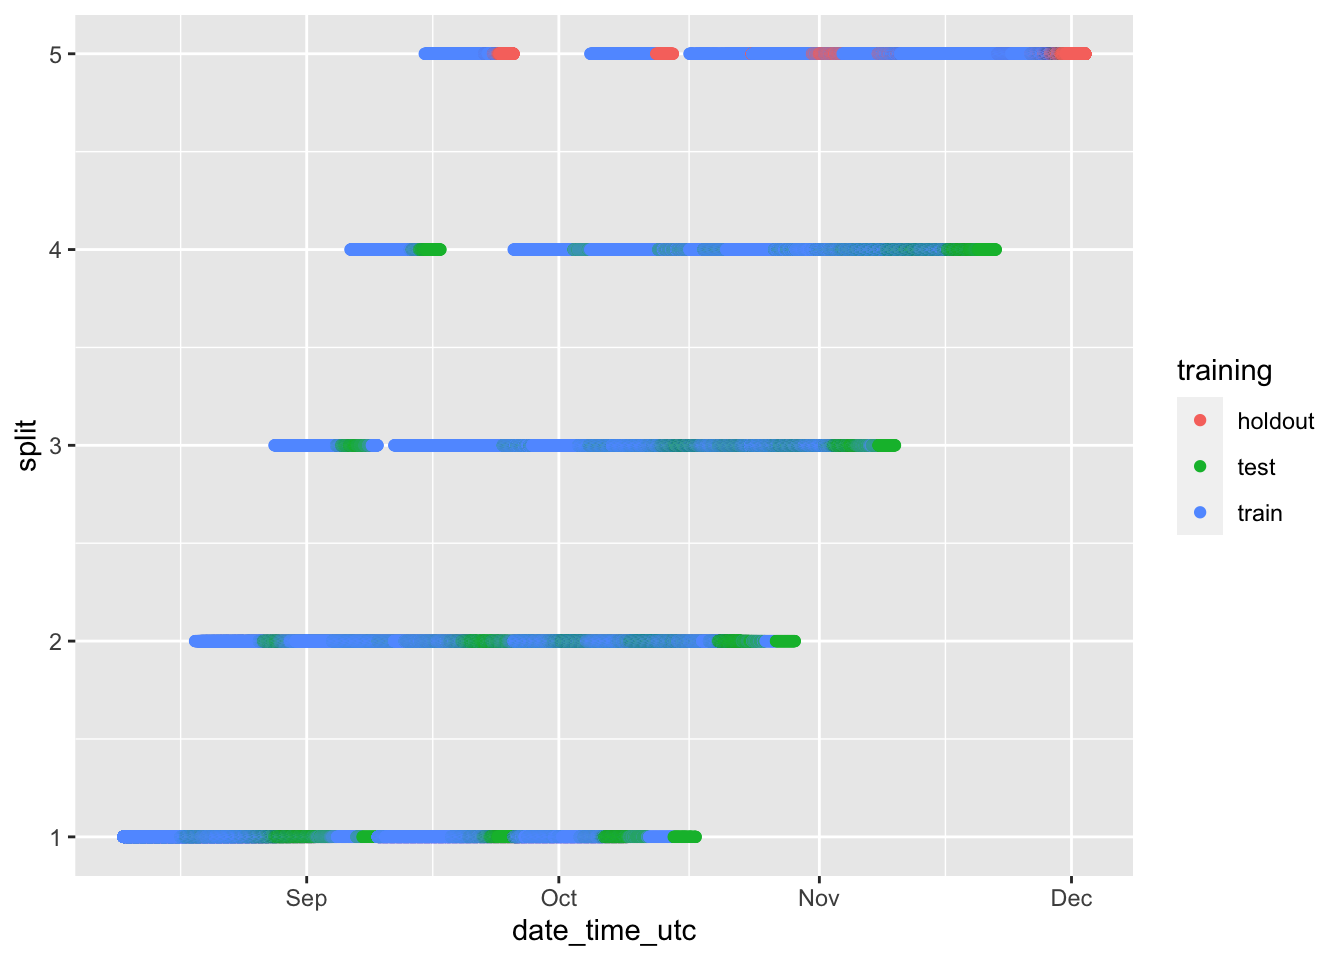 5
4
3
2
1
split
Sep Oct Nov Dec
date_time_utc
training
holdout
test
train